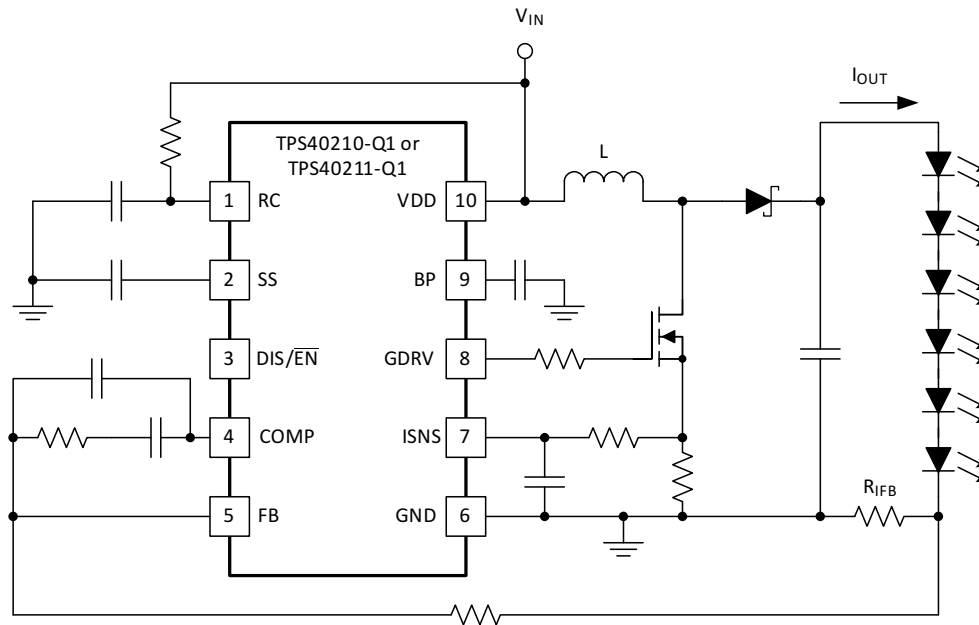 V_IN
I_OUT
TPS40210-Q1 or
TPS40211-Q1
L
1 RC VDD 10
2 SS BP 9
3 DIS/E̅N̅ GDRV 8
4 COMP ISNS 7
5 FB GND 6
R_IFB